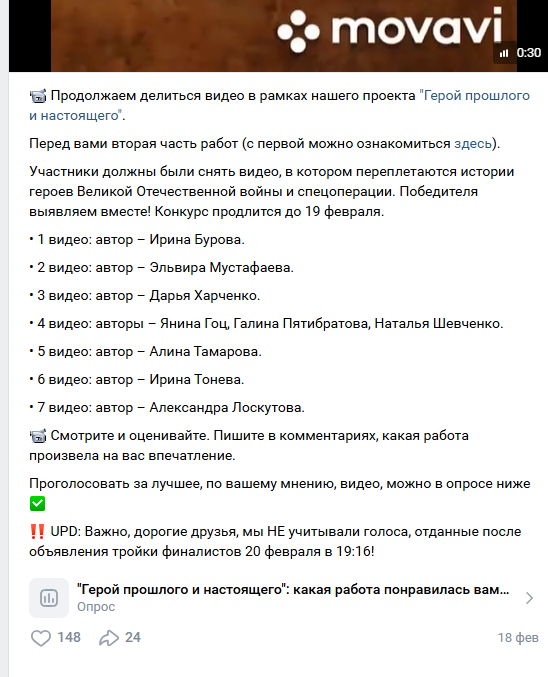 movavi
0:30
Продолжаем делиться видео в рамках нашего проекта "Герой прошлого
и настоящего".
Перед вами вторая часть работ (с первой можно ознакомиться здесь).
Участники должны были снять видео, в котором переплетаются истории
героев Великой Отечественной войны и спецоперации. Победителя
выявляем вместе! Конкурс продлится до 19 февраля.
• 1 видео: автор – Ирина Бурова.
• 2 видео: автор – Эльвира Мустафаева.
• 3 видео: автор – Дарья Харченко.
• 4 видео: авторы – Янина Гоц, Галина Пятибратова, Наталья Шевченко.
• 5 видео: автор – Алина Тамарова.
• 6 видео: автор – Ирина Тонева.
• 7 видео: автор – Александра Лоскутова.
Смотрите и оценивайте. Пишите в комментариях, какая работа
произвела на вас впечатление.
Проголосовать за лучшее, по вашему мнению, видео, можно в опросе ниже
✅
‼️ UPD: Важно, дорогие друзья, мы НЕ учитывали голоса, отданные после
объявления тройки финалистов 20 февраля в 19:16!
"Герой прошлого и настоящего": какая работа понравилась вам...
Опрос
148 24 18 фев